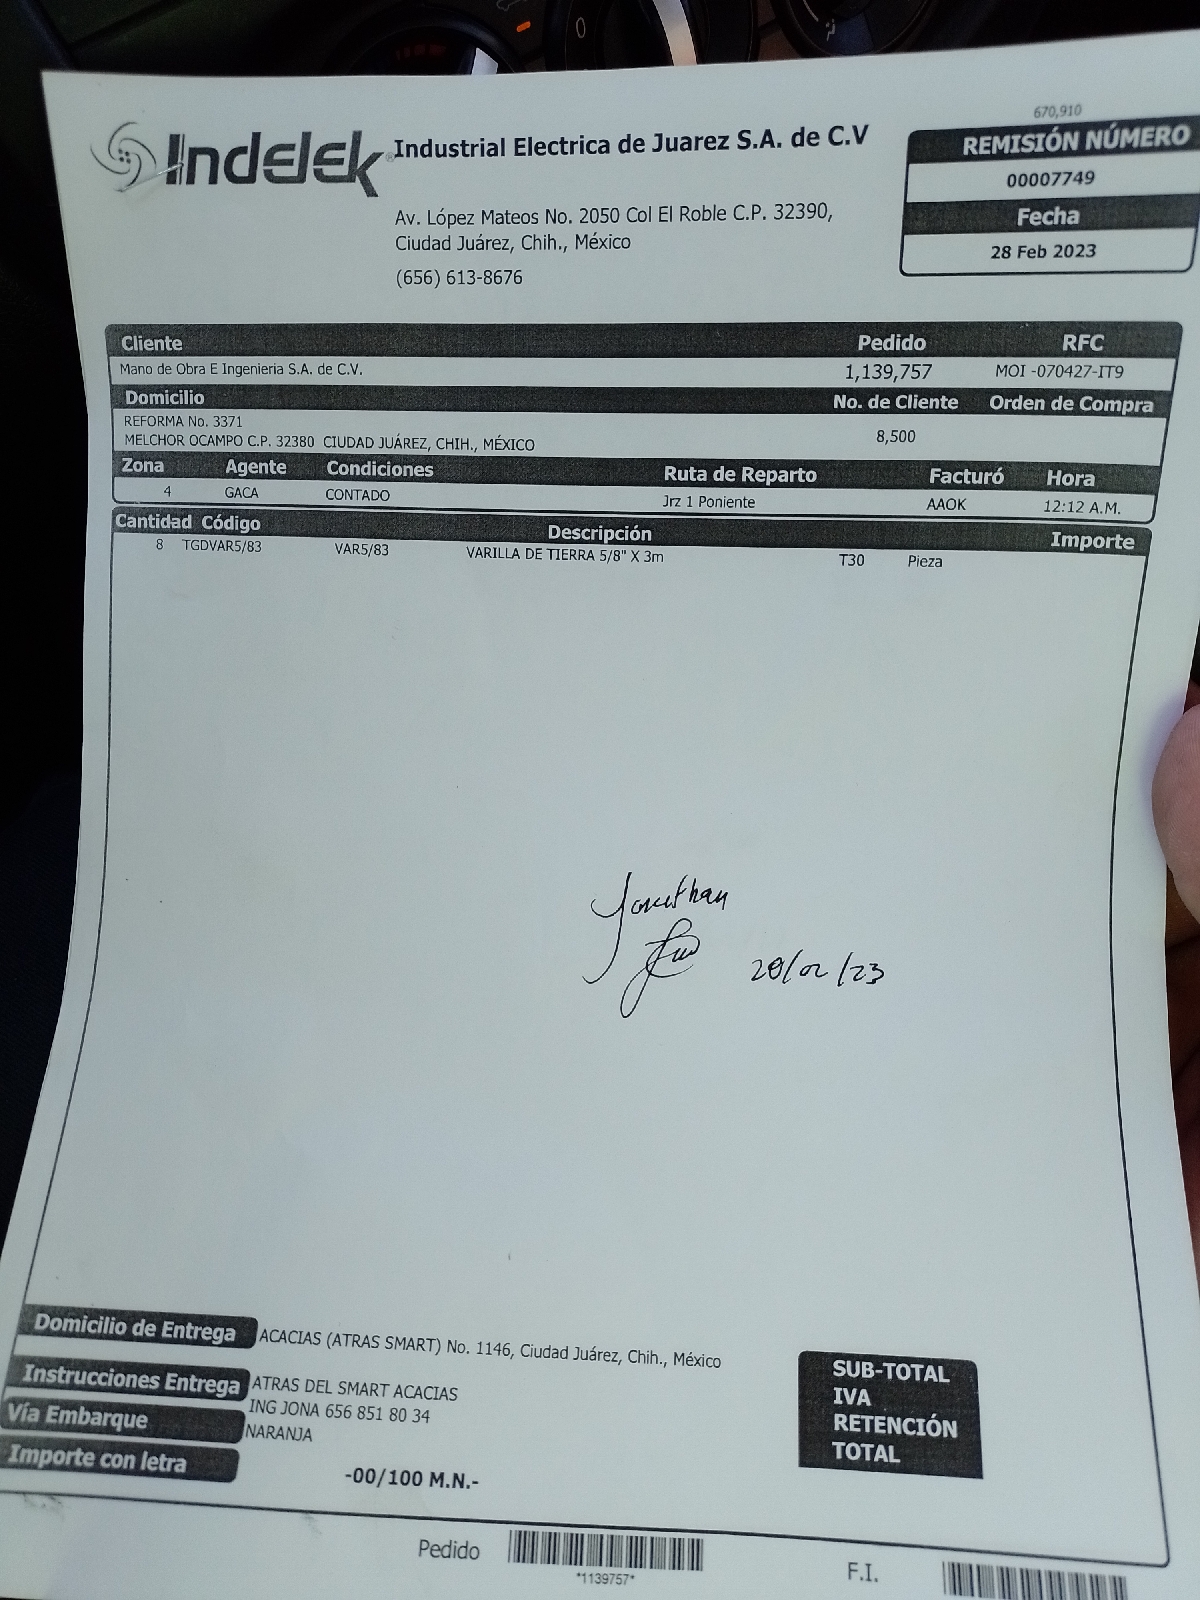 670,910
Indelek® Industrial Electrica de Juarez S.A. de C.V
REMISIÓN NÚMERO
00007749
Av. López Mateos No. 2050 Col El Roble C.P. 32390,
Fecha
Ciudad Juárez, Chih., México
28 Feb 2023
(656) 613-8676
Cliente Pedido RFC
Mano de Obra E Ingenieria S.A. de C.V. 1,139,757 MOI -070427-IT9
Domicilio No. de Cliente Orden de Compra
REFORMA No. 3371
MELCHOR OCAMPO C.P. 32380 CIUDAD JUÁREZ, CHIH., MÉXICO 8,500
Zona Agente Condiciones Ruta de Reparto Facturó Hora
4 GACA CONTADO Jrz 1 Poniente AAOK 12:12 A.M.
Cantidad Código Descripción Importe
8 TGDVAR5/83 VAR5/83 VARILLA DE TIERRA 5/8" X 3m T30 Pieza
Jonathan
28/02/23
Domicilio de Entrega ACACIAS (ATRAS SMART) No. 1146, Ciudad Juárez, Chih., México
Instrucciones Entrega ATRAS DEL SMART ACACIAS
ING JONA 656 851 80 34
Vía Embarque NARANJA
Importe con letra -00/100 M.N.-
SUB-TOTAL
IVA
RETENCIÓN
TOTAL
Pedido
*1139757*
F.I.
0